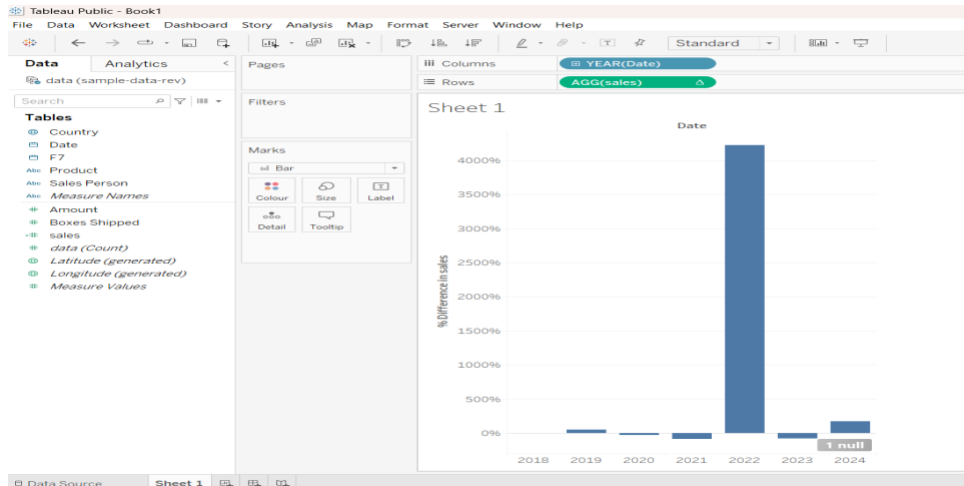 Tableau Public - Book1
File Data Worksheet Dashboard Story Analysis Map Format Server Window Help
Standard
Data Analytics <
data (sample-data-rev)
Search
Tables
Country
Date
F7
Abc Product
Abc Sales Person
Abc Measure Names
Amount
Boxes Shipped
sales
data (Count)
Latitude (generated)
Longitude (generated)
Measure Values
Pages
Filters
Marks
Bar
Colour Size Label
Detail Tooltip
Columns YEAR(Date)
Rows AGG(sales)
Sheet 1
Date
% Difference in sales
4000%
3500%
3000%
2500%
2000%
1500%
1000%
500%
0%
1 null
2018 2019 2020 2021 2022 2023 2024
Data Source Sheet 1